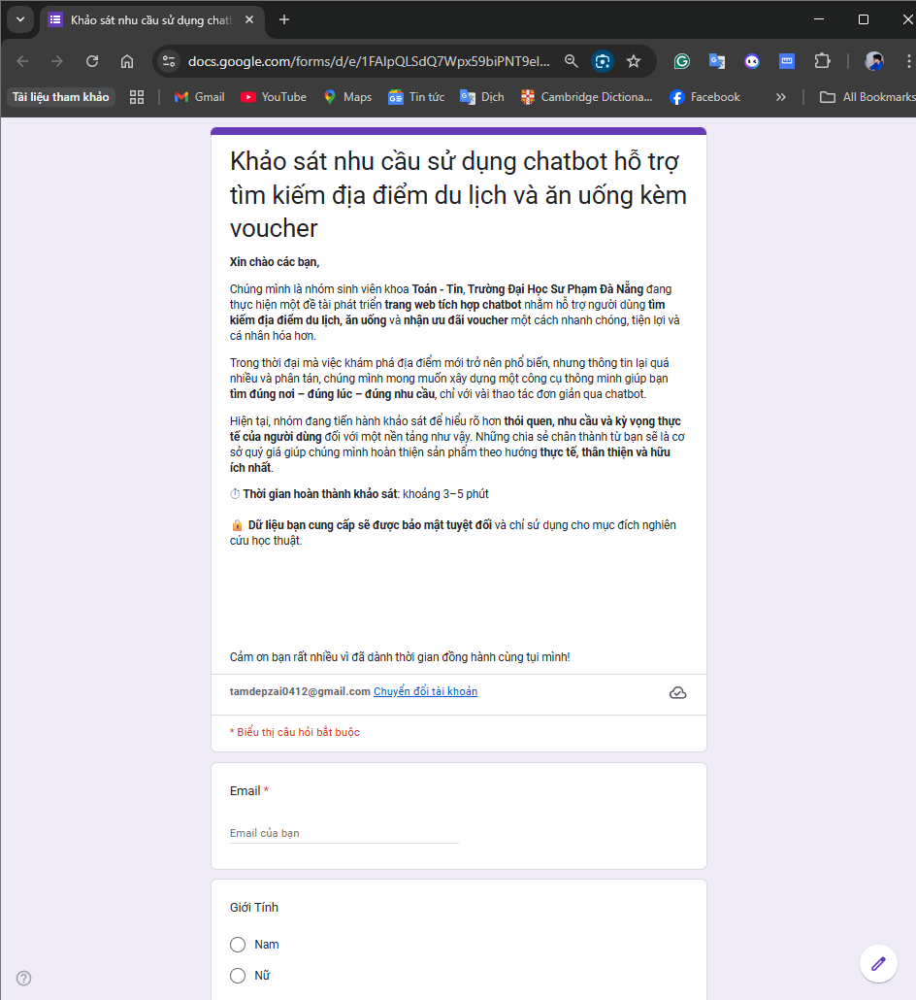 Khảo sát nhu cầu sử dụng chatb
docs.google.com/forms/d/e/1FAIpQLSdQ7Wpx59biPNT9el...
Tài liệu tham khảo
Gmail
YouTube
Maps
Tin tức
Dịch
Cambridge Dictiona...
Facebook
All Bookmarks
Khảo sát nhu cầu sử dụng chatbot hỗ trợ
tìm kiếm địa điểm du lịch và ăn uống kèm
voucher
Xin chào các bạn,
Chúng mình là nhóm sinh viên khoa Toán - Tin, Trường Đại Học Sư Phạm Đà Nẵng đang
thực hiện một đề tài phát triển trang web tích hợp chatbot nhằm hỗ trợ người dùng tìm
kiếm địa điểm du lịch, ăn uống và nhận ưu đãi voucher một cách nhanh chóng, tiện lợi và
cá nhân hóa hơn.
Trong thời đại mà việc khám phá địa điểm mới trở nên phổ biến, nhưng thông tin lại quá
nhiều và phân tán, chúng mình mong muốn xây dựng một công cụ thông minh giúp bạn
tìm đúng nơi – đúng lúc – đúng nhu cầu, chỉ với vài thao tác đơn giản qua chatbot.
Hiện tại, nhóm đang tiến hành khảo sát để hiểu rõ hơn thói quen, nhu cầu và kỳ vọng thực
tế của người dùng đối với một nền tảng như vậy. Những chia sẻ chân thành từ bạn sẽ là cơ
sở quý giá giúp chúng mình hoàn thiện sản phẩm theo hướng thực tế, thân thiện và hữu
ích nhất.
⏱ Thời gian hoàn thành khảo sát: khoảng 3–5 phút
🔒 Dữ liệu bạn cung cấp sẽ được bảo mật tuyệt đối và chỉ sử dụng cho mục đích nghiên
cứu học thuật.
Cảm ơn bạn rất nhiều vì đã dành thời gian đồng hành cùng tụi mình!
tamdepzai0412@gmail.com Chuyển đổi tài khoản
* Biểu thị câu hỏi bắt buộc
Email *
Email của bạn
Giới Tính
Nam
Nữ